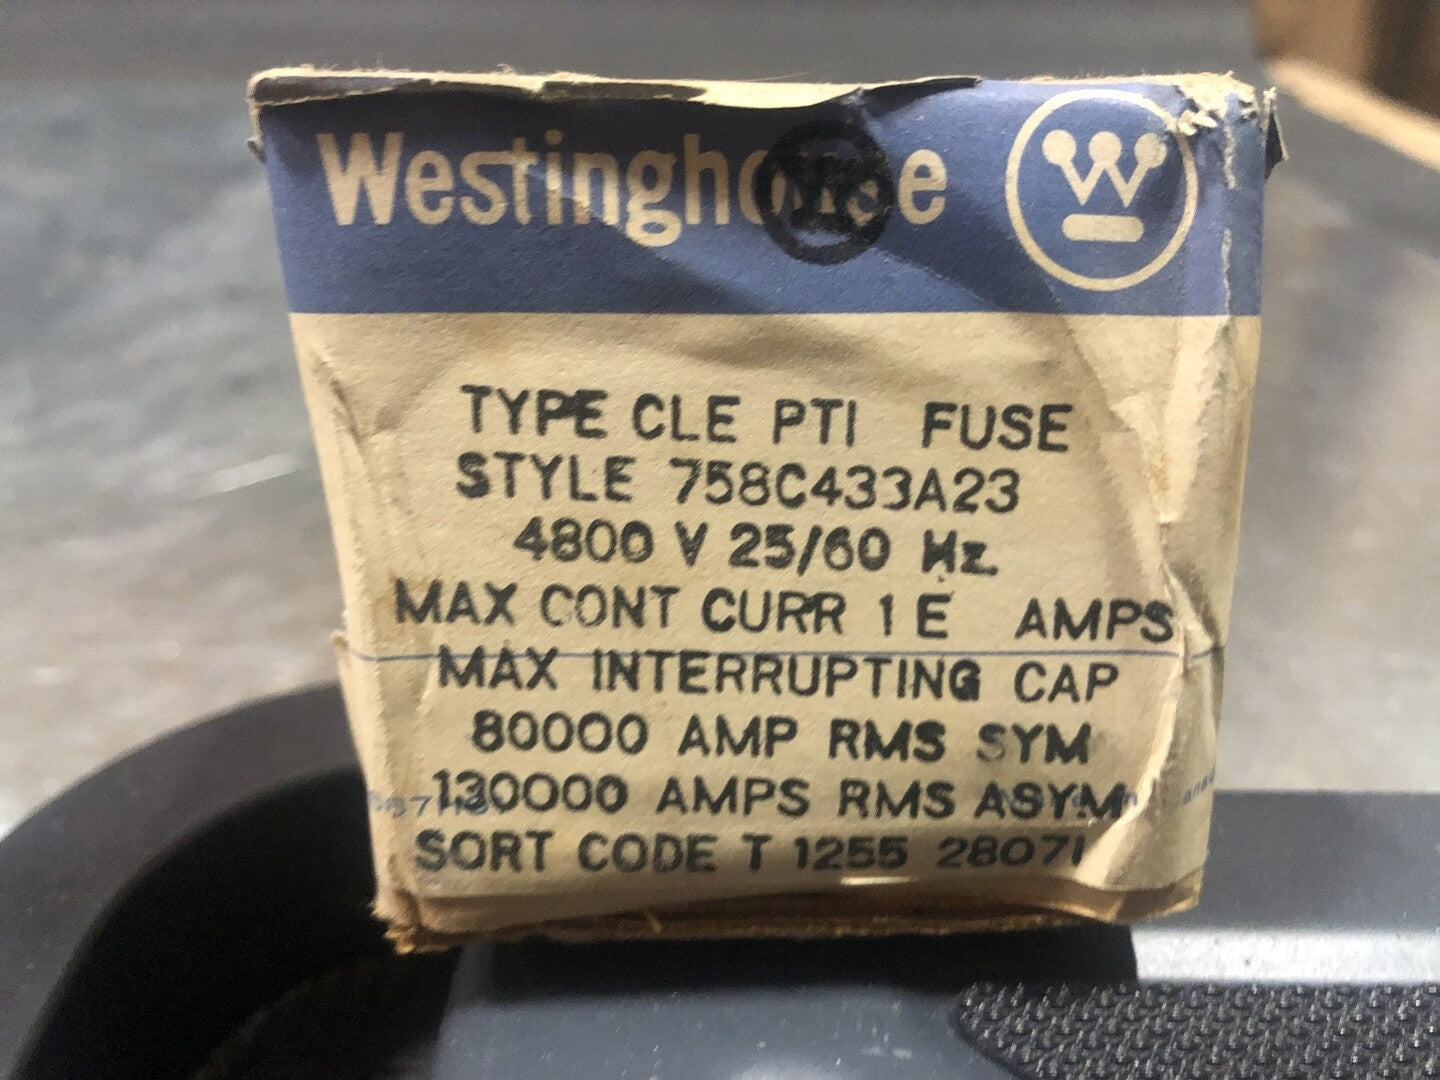 Westinghouse
W
TYPE CLE PTI FUSE
STYLE 758C433A23
4800 V 25/60 Hz.
MAX CONT CURR 1 E AMPS
MAX INTERRUPTING CAP
80000 AMP RMS SYM
130000 AMPS RMS ASYM
SORT CODE T 1255 28071